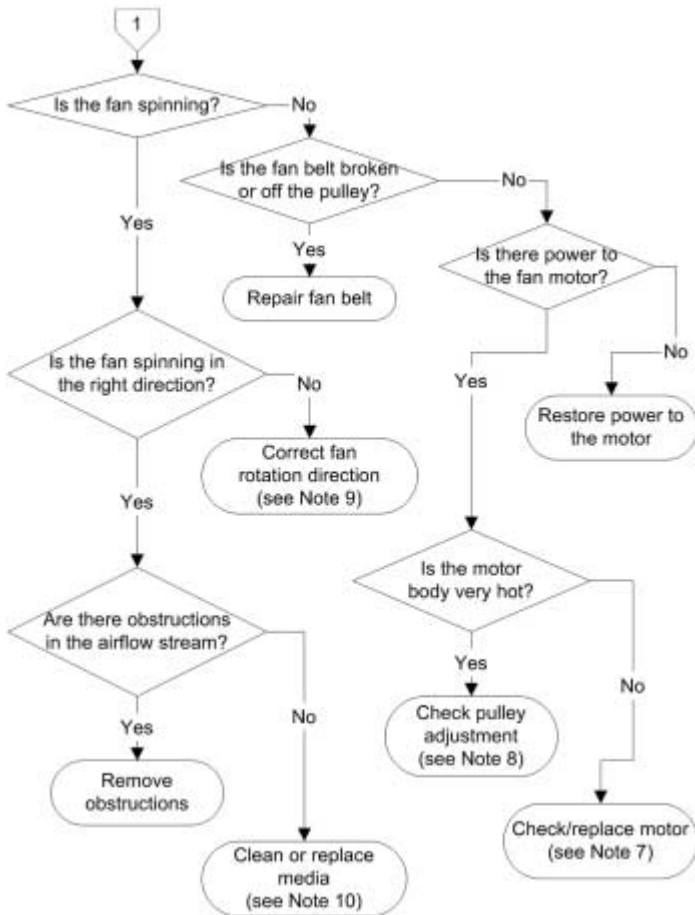 1
Is the fan spinning?
No
Is the fan belt broken
or off the pulley?
No
Yes
Yes
Is there power to
the fan motor?
Repair fan belt
Is the fan spinning in
the right direction?
No
Yes
No
Restore power to
the motor
Correct fan
rotation direction
(see Note 9)
Yes
Is the motor
body very hot?
Are there obstructions
in the airflow stream?
Yes
No
Yes
No
Check pulley
adjustment
(see Note 8)
Remove
obstructions
Clean or replace
media
(see Note 10)
Check/replace motor
(see Note 7)